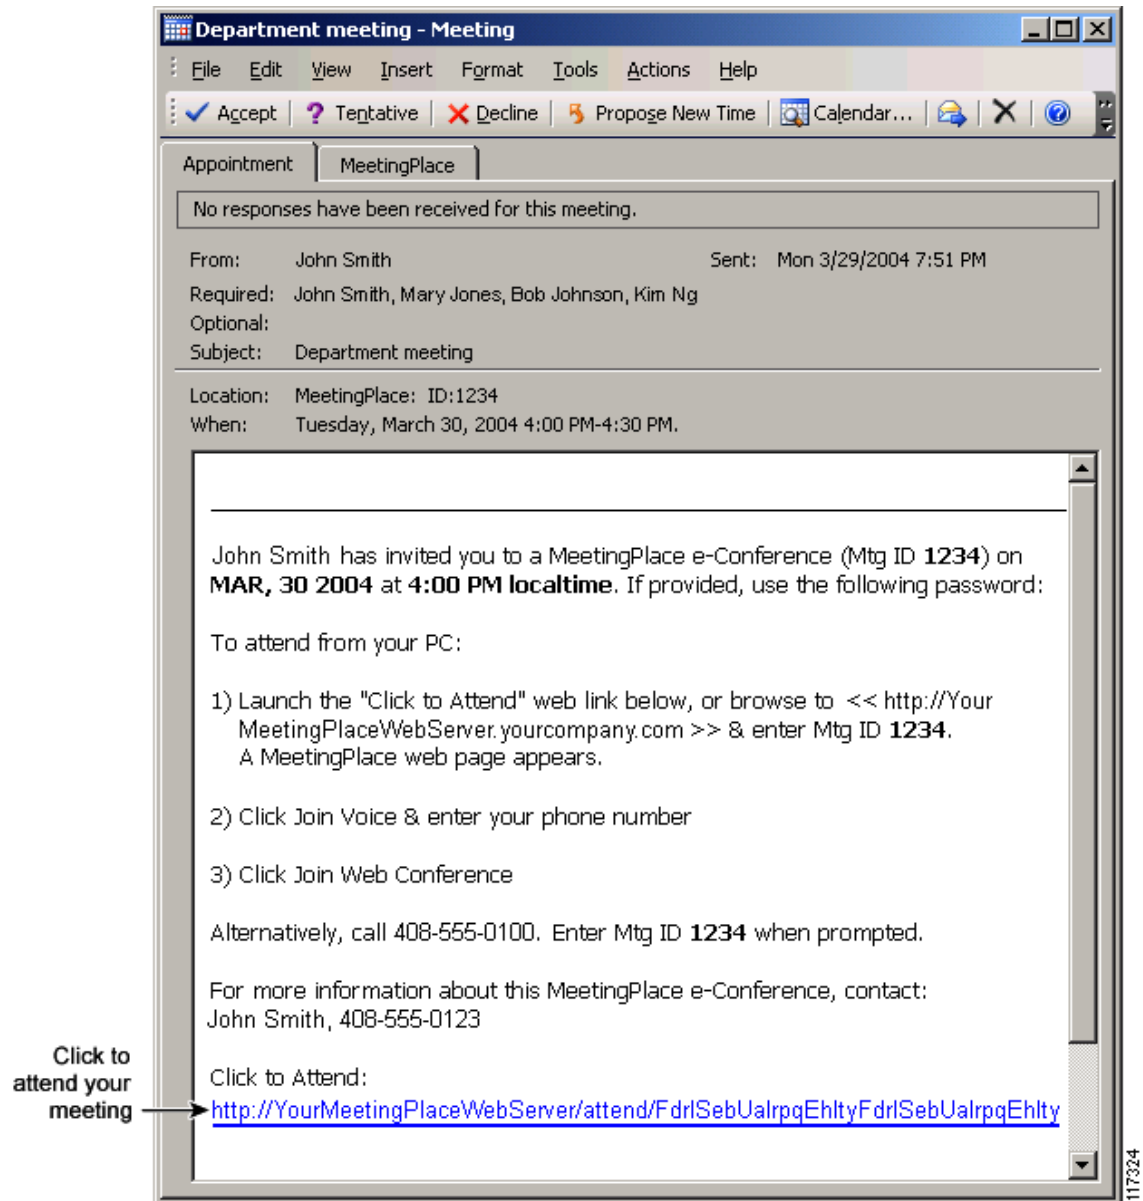 Department meeting - Meeting
File Edit View Insert Format Tools Actions Help
Accept Tentative Decline Propose New Time Calendar...
Appointment MeetingPlace
No responses have been received for this meeting.
From: John Smith Sent: Mon 3/29/2004 7:51 PM
Required: John Smith, Mary Jones, Bob Johnson, Kim Ng
Optional:
Subject: Department meeting
Location: MeetingPlace: ID:1234
When: Tuesday, March 30, 2004 4:00 PM-4:30 PM.
John Smith has invited you to a MeetingPlace e-Conference (Mtg ID 1234) on
MAR, 30 2004 at 4:00 PM localtime. If provided, use the following password:
To attend from your PC:
1) Launch the "Click to Attend" web link below, or browse to << http://Your
MeetingPlaceWebServer.yourcompany.com >> & enter Mtg ID 1234.
A MeetingPlace web page appears.
2) Click Join Voice & enter your phone number
3) Click Join Web Conference
Alternatively, call 408-555-0100. Enter Mtg ID 1234 when prompted.
For more information about this MeetingPlace e-Conference, contact:
John Smith, 408-555-0123
Click to Attend:
http://YourMeetingPlaceWebServer/attend/FdrlSebUalrpqEhltyFdrlSebUalrpqEhlty
Click to
attend your
meeting
117324